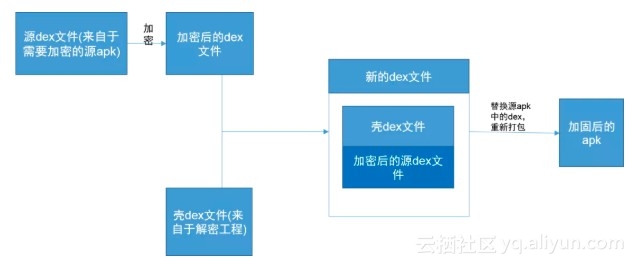 源dex文件(来自于
需要加密的源apk)
加
密
加密后的dex
文件
新的dex文件
壳dex文件
加密后的源dex文
件
替换源apk
中的dex,
重新打包
加固后的
apk
壳dex文件(来
自于解密工程)
云栖社区 yq.aliyun.com